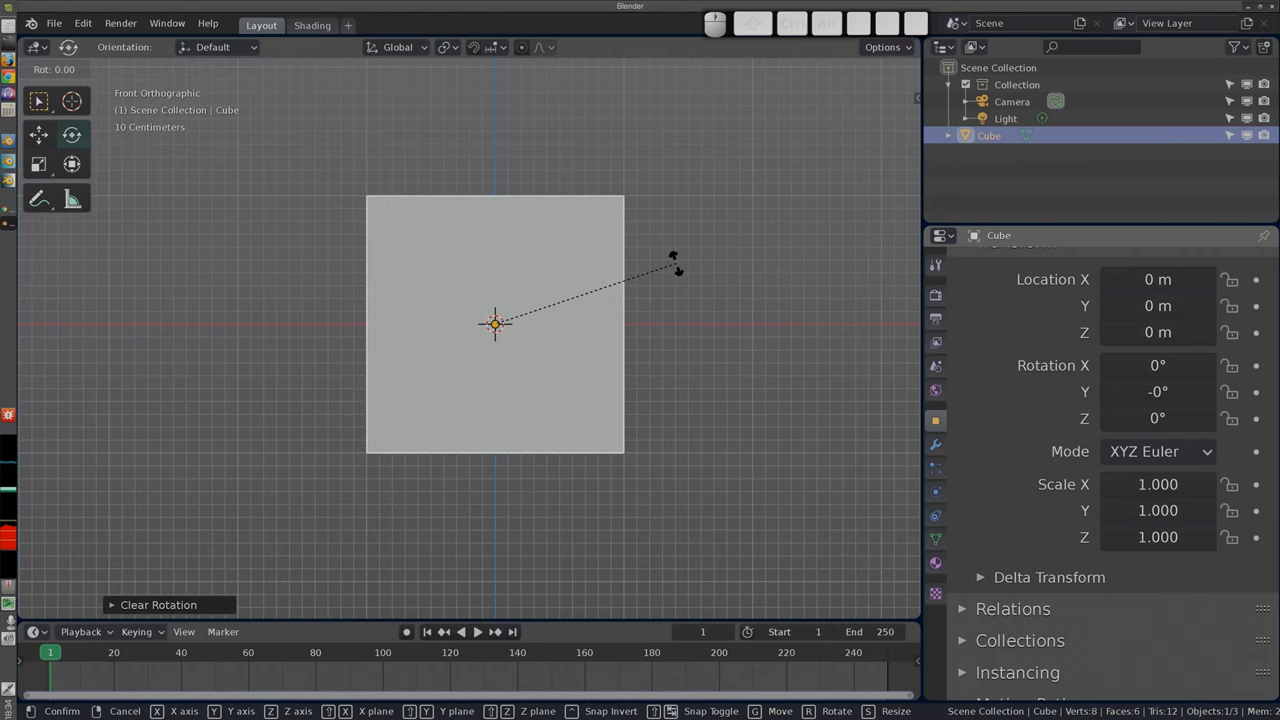 Blender
File Edit Render Window Help Layout Shading + Ctrl Alt Scene View Layer
Orientation: Default Global Options
Rot: 0.00
Front Orthographic
(1) Scene Collection | Cube
10 Centimeters
Scene Collection
Collection
Camera
Light
Cube
Cube
Location X 0 m
Y 0 m
Z 0 m
Rotation X 0°
Y -0°
Z 0°
Mode XYZ Euler
Scale X 1.000
Y 1.000
Z 1.000
Delta Transform
Relations
Collections
Instancing
Clear Rotation
Playback Keying View Marker 1 Start 1 End 250
1 20 40 60 80 100 120 140 160 180 200 220 240
18:34
Confirm Cancel X X axis Y Y axis Z Z axis X X plane Y Y plane Z Z plane Snap Invert Snap Toggle G Move R Rotate S Resize Scene Collection | Cube | Verts:8 | Faces:6 | Tris:12 | Objects:1/3 | Mem: 2